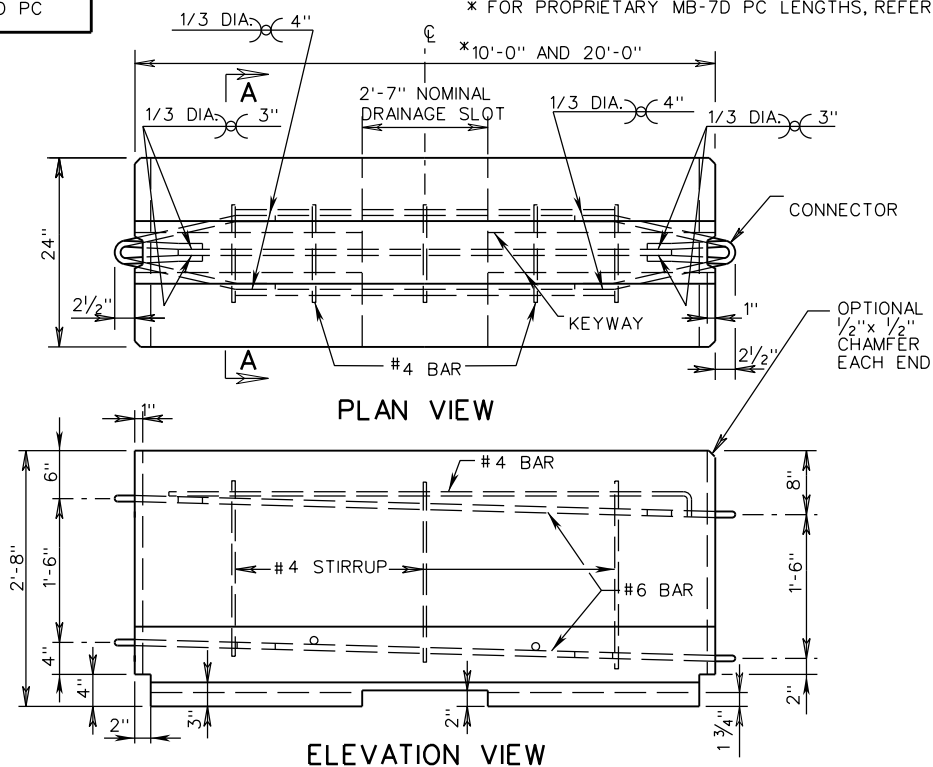 D PC
* FOR PROPRIETARY MB-7D PC LENGTHS, REFER
1/3 DIA. 4"
℄
*10'-0" AND 20'-0"
A
2'-7" NOMINAL
DRAINAGE SLOT
1/3 DIA. 3"
1/3 DIA. 4"
1/3 DIA. 3"
CONNECTOR
24"
KEYWAY
2½"
1"
OPTIONAL
½"x ½"
CHAMFER
EACH END
2½"
A
#4 BAR
PLAN VIEW
1"
6"
#4 BAR
8"
2'-8"
1'-6"
#4 STIRRUP
#6 BAR
1'-6"
4"
4"
3"
2"
2"
1 ¾"
2"
ELEVATION VIEW